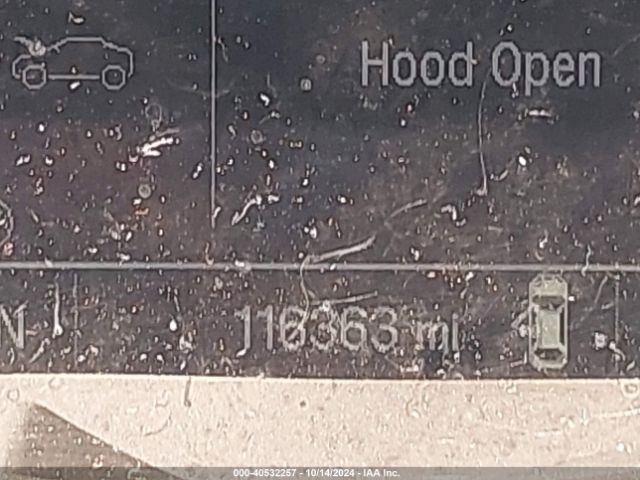 Hood Open
N
116363 mi
000-40532257 - 10/14/2024 - IAA Inc.